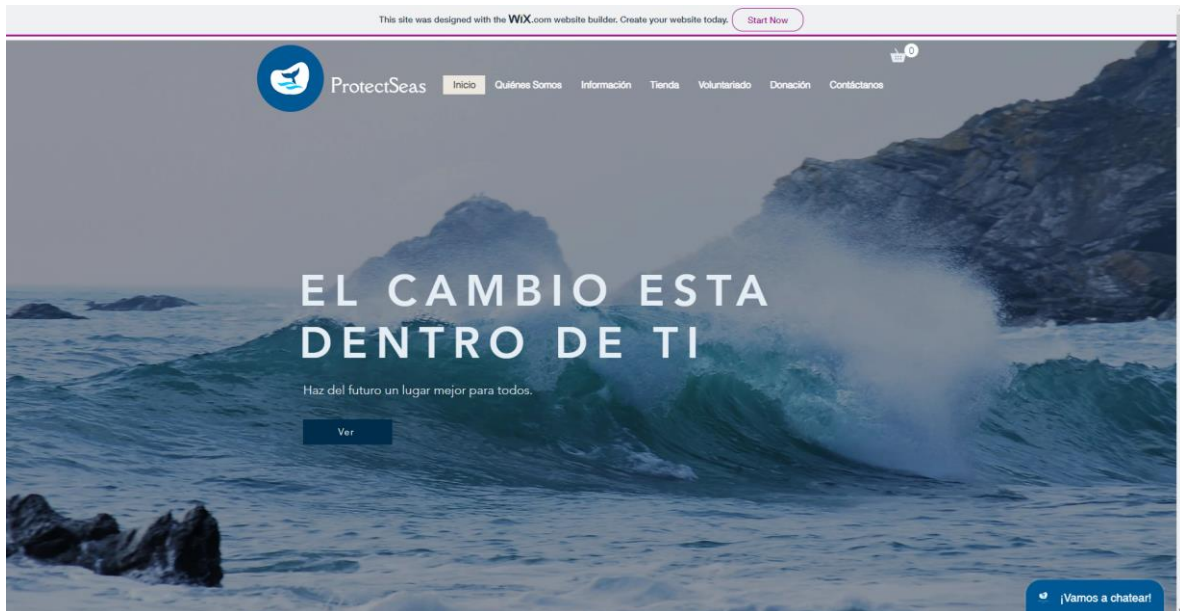 This site was designed with the WiX.com website builder. Create your website today. Start Now
0
ProtectSeas Inicio Quiénes Somos Información Tienda Voluntariado Donación Contáctanos
EL CAMBIO ESTA
DENTRO DE TI
Haz del futuro un lugar mejor para todos.
Ver
¡Vamos a chatear!